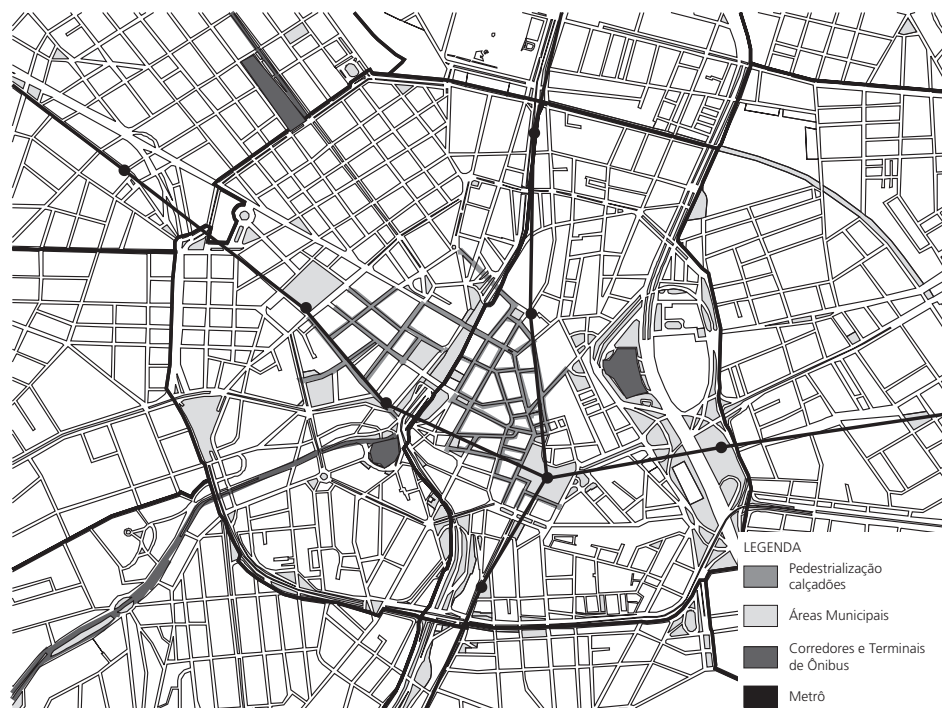 LEGENDA
Pedestrialização
calçadões
Áreas Municipais
Corredores e Terminais
de Ônibus
Metrô